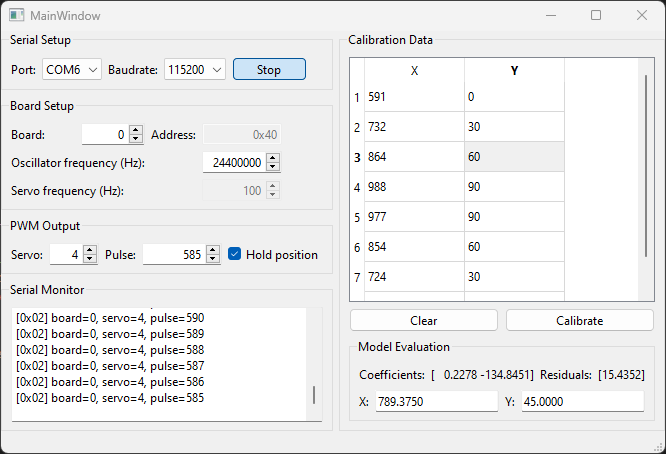 MainWindow
Serial Setup
Port: COM6 Baudrate: 115200 Stop
Board Setup
Board: 0 Address: 0x40
Oscillator frequency (Hz): 24400000
Servo frequency (Hz): 100
PWM Output
Servo: 4 Pulse: 585 Hold position
Serial Monitor
[0x02] board=0, servo=4, pulse=590
[0x02] board=0, servo=4, pulse=589
[0x02] board=0, servo=4, pulse=588
[0x02] board=0, servo=4, pulse=587
[0x02] board=0, servo=4, pulse=586
[0x02] board=0, servo=4, pulse=585
Calibration Data
X Y
1 591 0
2 732 30
3 864 60
4 988 90
5 977 90
6 854 60
7 724 30
Clear Calibrate
Model Evaluation
Coefficients: [ 0.2278 -134.8451] Residuals: [15.4352]
X: 789.3750 Y: 45.0000